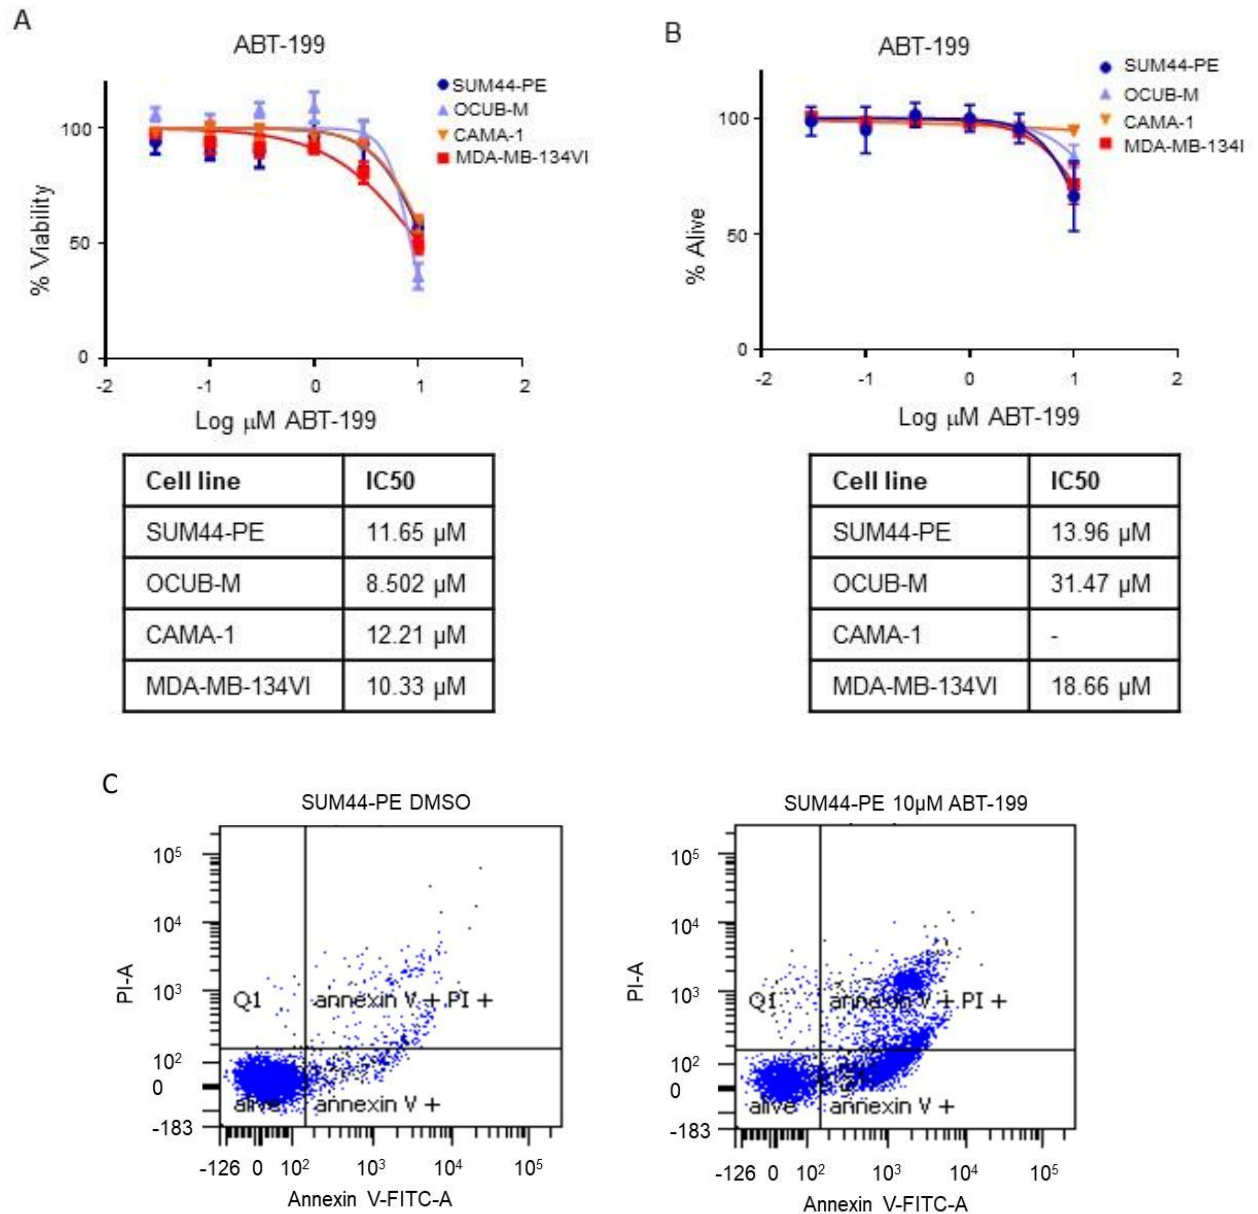 A
ABT-199
SUM44-PE
OCUB-M
CAMA-1
MDA-MB-134VI
% Viability
100
50
0
-2 -1 0 1 2
Log µM ABT-199
Cell line IC50
SUM44-PE 11.65 µM
OCUB-M 8.502 µM
CAMA-1 12.21 µM
MDA-MB-134VI 10.33 µM
B
ABT-199
SUM44-PE
OCUB-M
CAMA-1
MDA-MB-134I
% Alive
100
50
0
-2 -1 0 1 2
Log µM ABT-199
Cell line IC50
SUM44-PE 13.96 µM
OCUB-M 31.47 µM
CAMA-1 -
MDA-MB-134VI 18.66 µM
C
SUM44-PE DMSO
PI-A
10⁵
10⁴
10³
10²
0
-183
Q1 annexin V + PI +
alive annexin V +
-126 0 10² 10³ 10⁴ 10⁵
Annexin V-FITC-A
SUM44-PE 10µM ABT-199
PI-A
10⁵
10⁴
10³
10²
0
-183
Q1 annexin V + PI +
alive annexin V +
-126 0 10² 10³ 10⁴ 10⁵
Annexin V-FITC-A